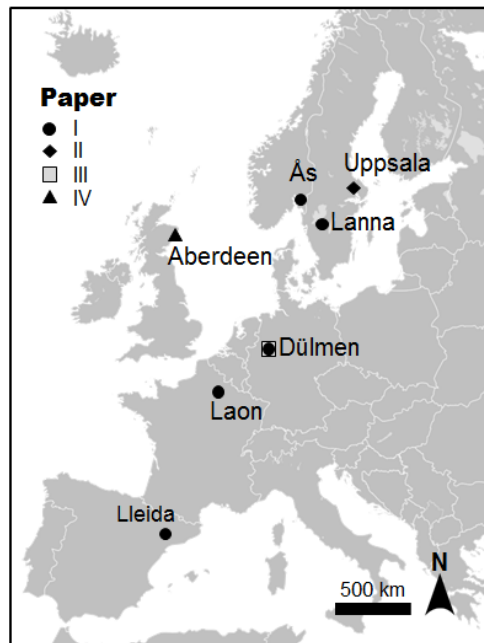 Paper
I
II
III
IV
Uppsala
Ås
Lanna
Aberdeen
Dülmen
Laon
Lleida
N
500 km